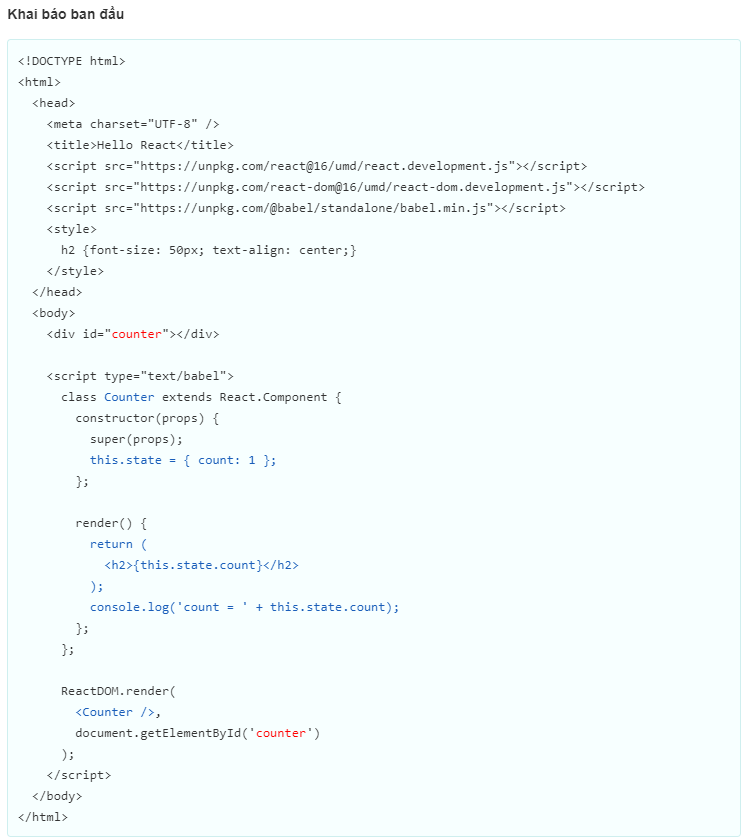 Khai báo ban đầu
<!DOCTYPE html>
<html>
  <head>
    <meta charset="UTF-8" />
    <title>Hello React</title>
    <script src="https://unpkg.com/react@16/umd/react.development.js"></script>
    <script src="https://unpkg.com/react-dom@16/umd/react-dom.development.js"></script>
    <script src="https://unpkg.com/@babel/standalone/babel.min.js"></script>
    <style>
      h2 {font-size: 50px; text-align: center;}
    </style>
  </head>
  <body>
    <div id="counter"></div>

    <script type="text/babel">
      class Counter extends React.Component {
        constructor(props) {
          super(props);
          this.state = { count: 1 };
        };

        render() {
          return (
            <h2>{this.state.count}</h2>
          );
          console.log('count = ' + this.state.count);
        };
      };

      ReactDOM.render(
        <Counter />,
        document.getElementById('counter')
      );
    </script>
  </body>
</html>